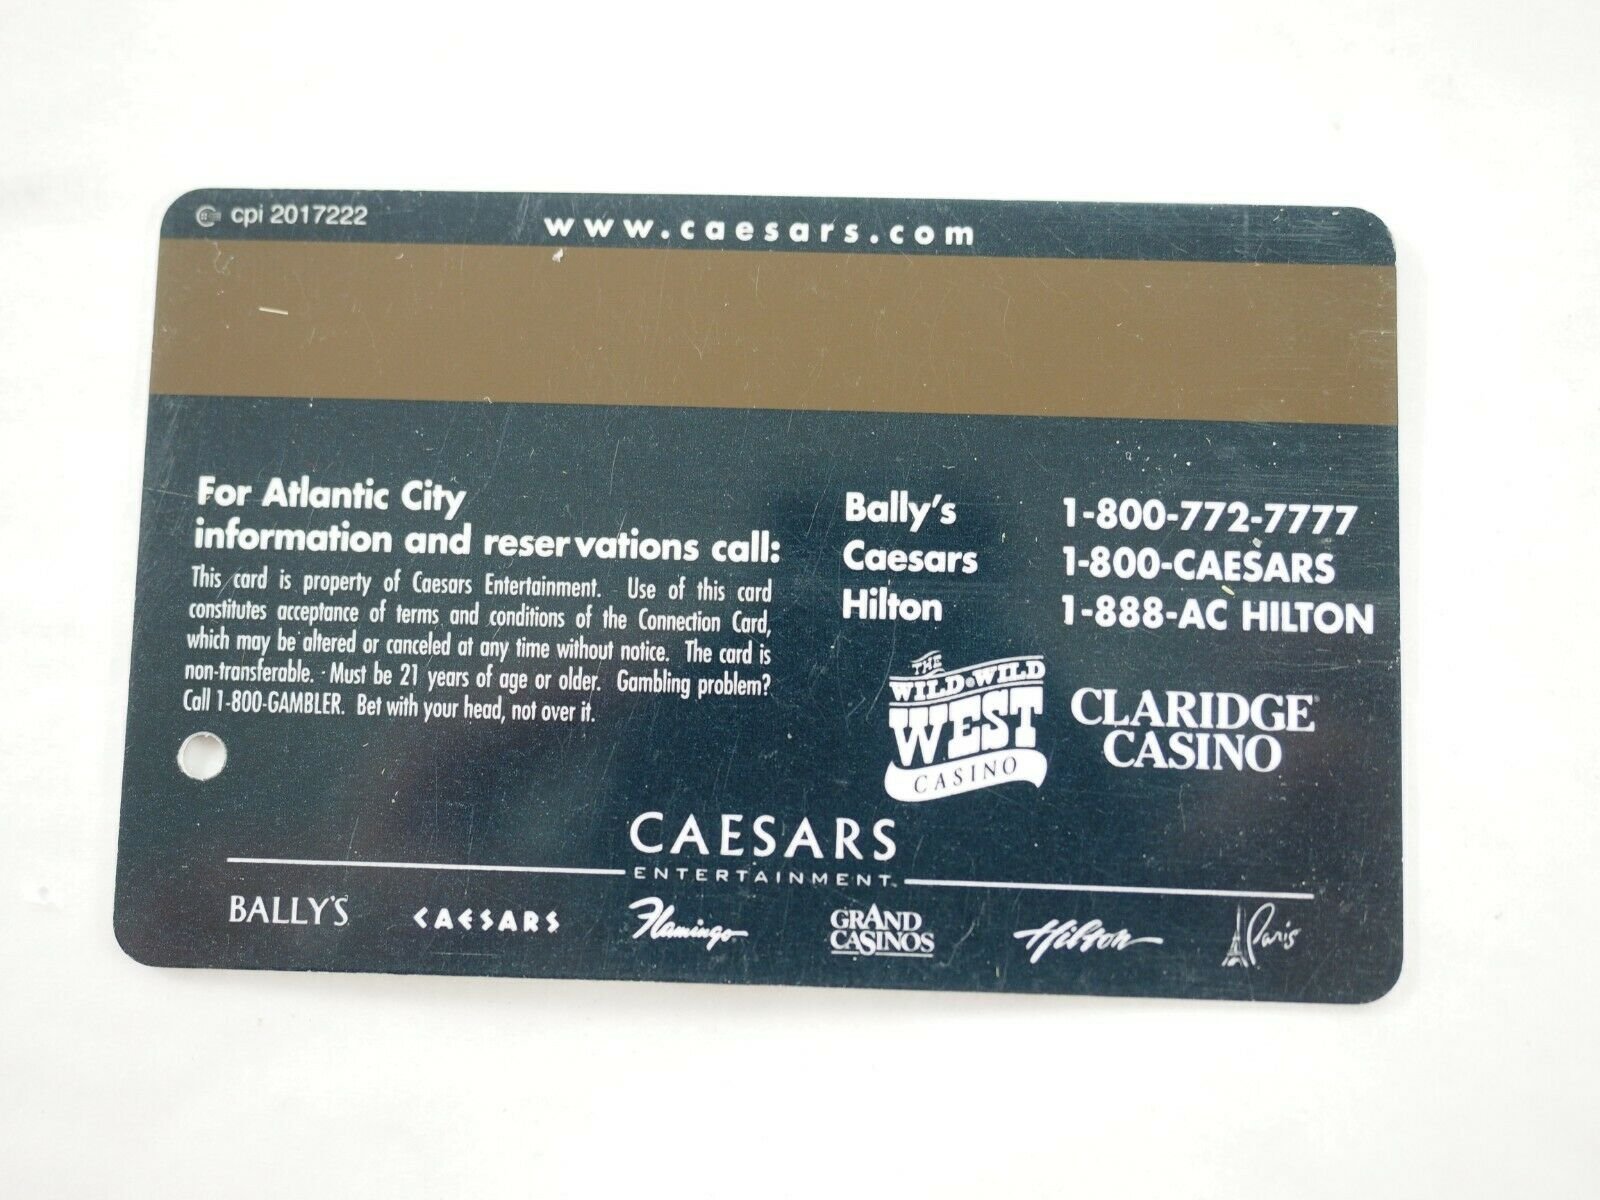 cpi 2017222
www.caesars.com
For Atlantic City
information and reservations call:
This card is property of Caesars Entertainment. Use of this card
constitutes acceptance of terms and conditions of the Connection Card,
which may be altered or canceled at any time without notice. The card is
non-transferable. Must be 21 years of age or older. Gambling problem?
Call 1-800-GAMBLER. Bet with your head, not over it.
Bally's 1-800-772-7777
Caesars 1-800-CAESARS
Hilton 1-888-AC HILTON
THE
WILD WILD
WEST
CASINO
CLARIDGE
CASINO
CAESARS
ENTERTAINMENT
BALLY'S CAESARS Flamingo GRAND CASINOS Hilton Paris